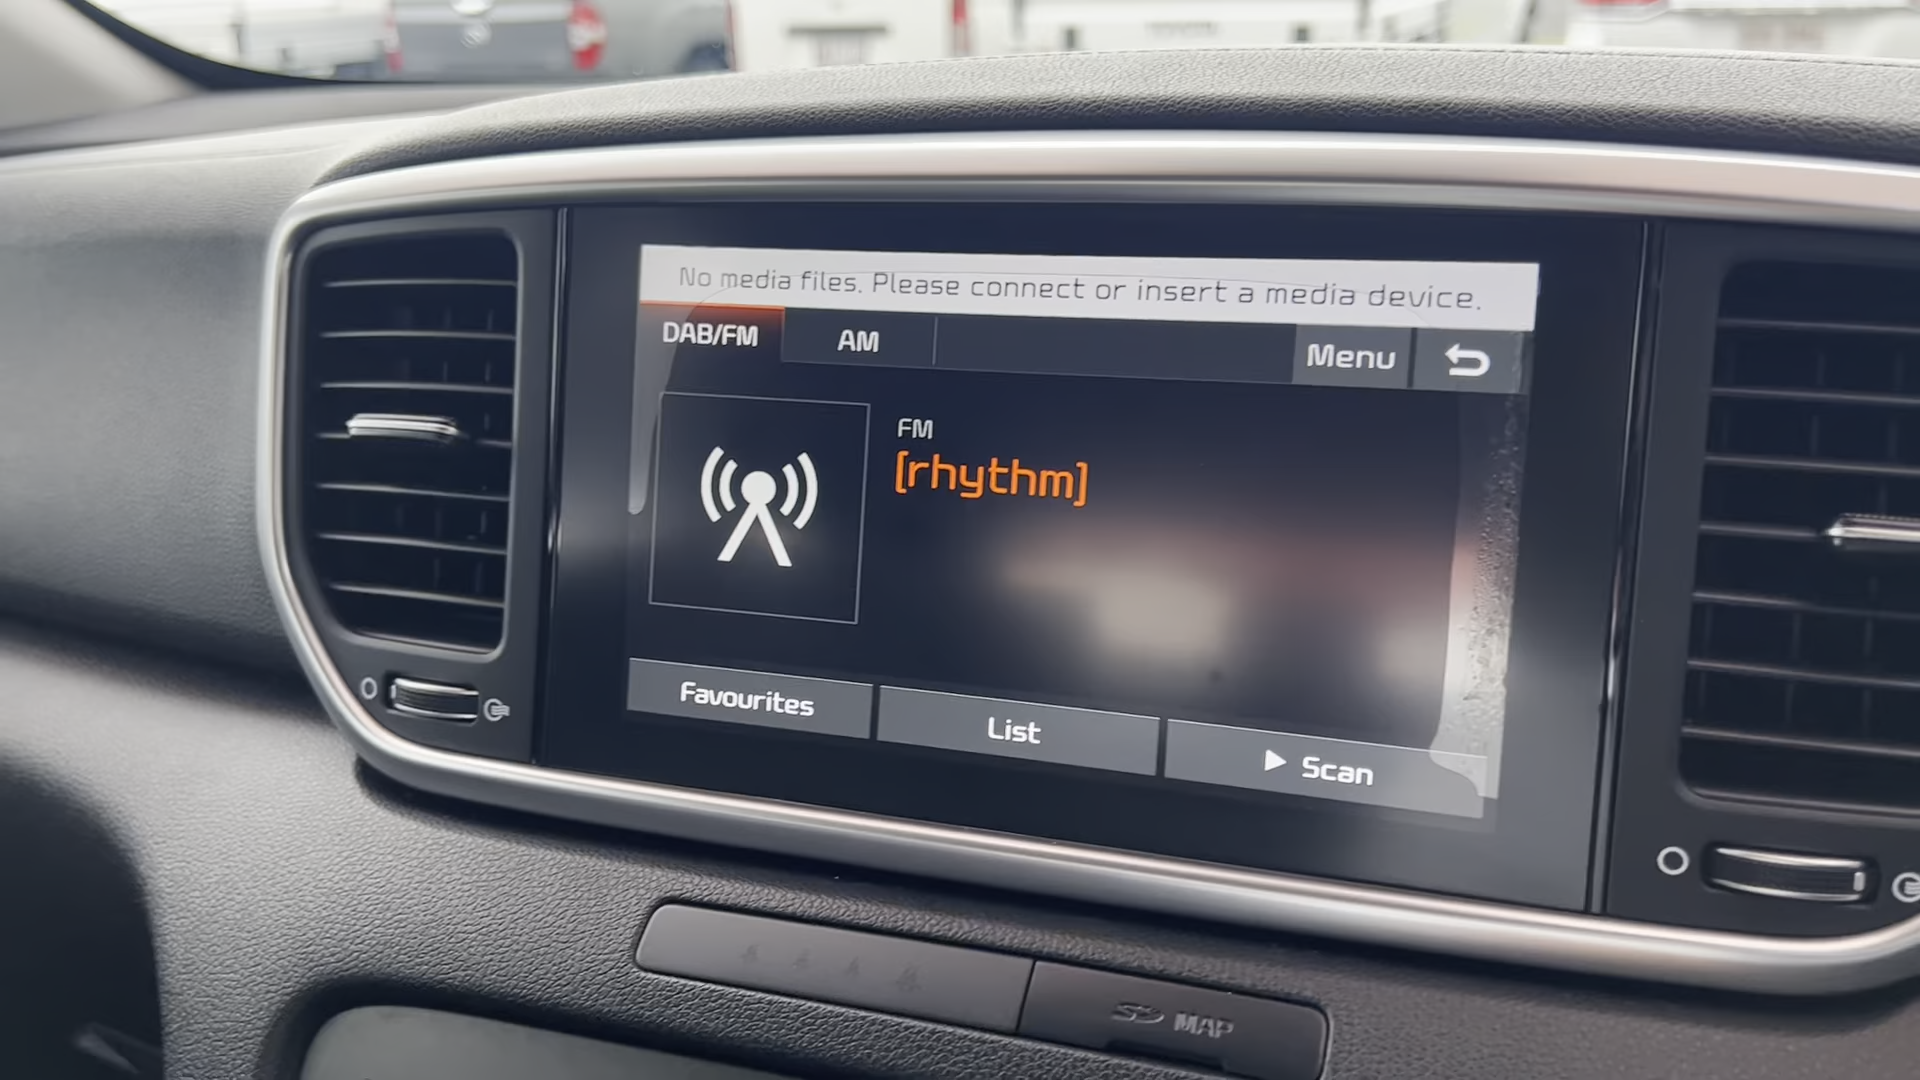 No media files. Please connect or insert a media device.
DAB/FM
AM
Menu
FM
[rhythm]
Favourites
List
Scan
SD MAP